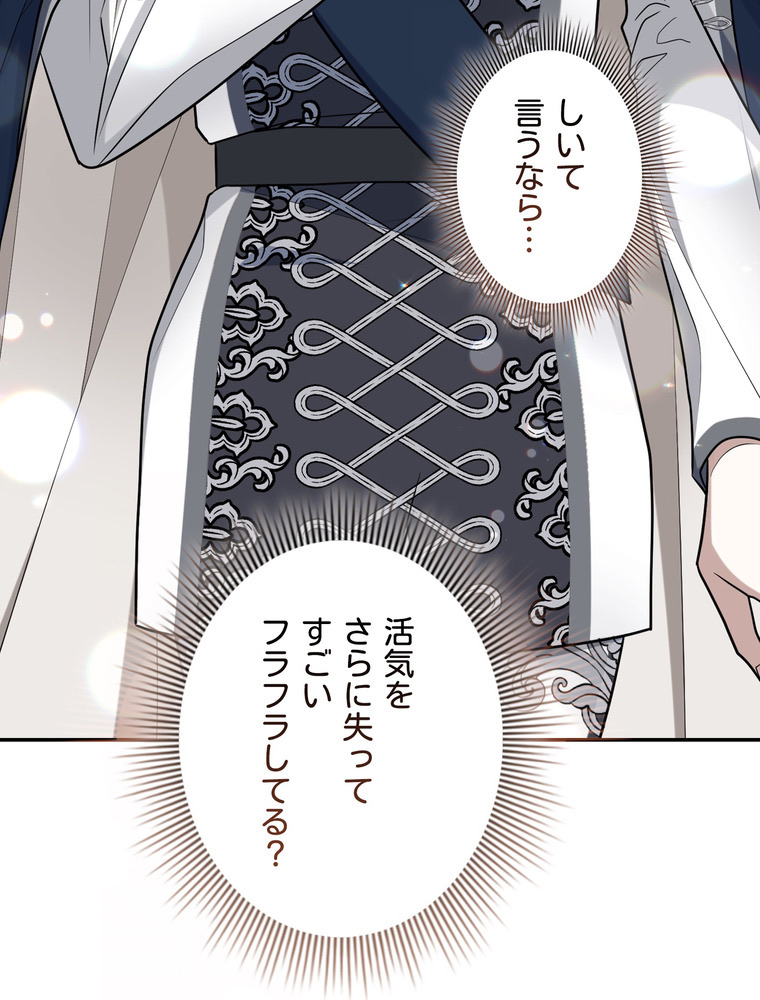 しいて
言うなら…
活気を
さらに失って
すごい
フラフラしてる?